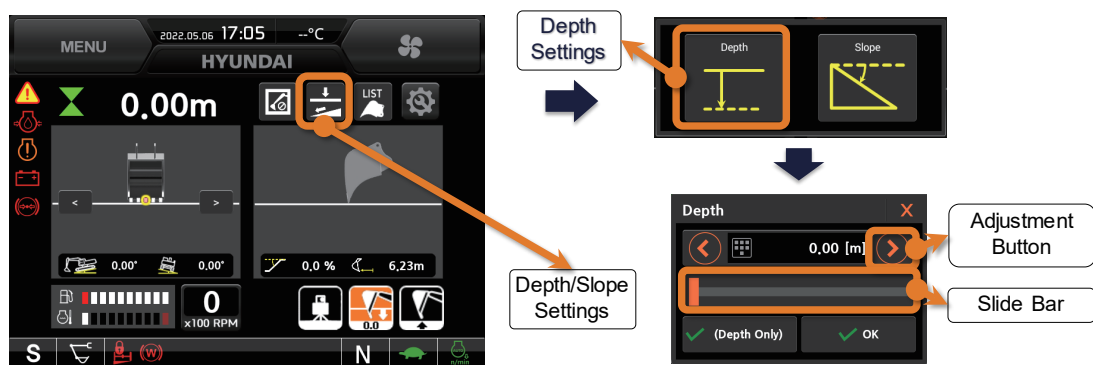 MENU
2022.05.06 17:05 --°C
HYUNDAI
0.00m
LIST
<
>
0.00°
0.00°
0,0 %
6,23m
0
x100 RPM
0.0
S
W
N
AUTO
n/min
Depth/Slope
Settings
Depth
Settings
Depth
Slope
Depth
X
0,00 [m]
(Depth Only)
OK
Adjustment
Button
Slide Bar